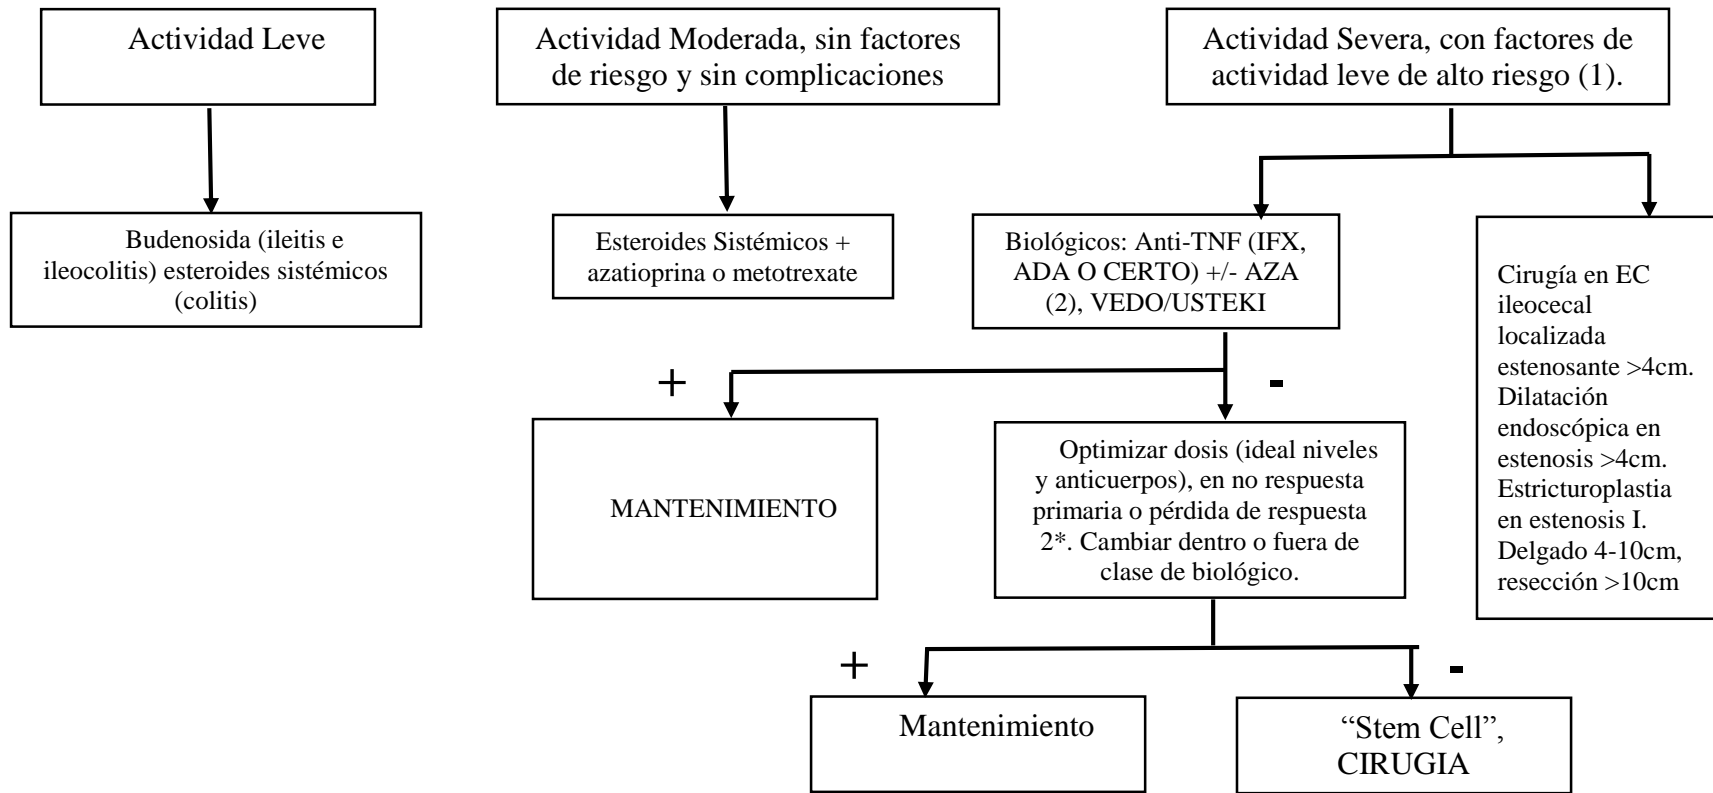 Actividad Leve
Actividad Moderada, sin factores
de riesgo y sin complicaciones
Actividad Severa, con factores de
actividad leve de alto riesgo (1).
Budenosida (ileitis e
ileocolitis) esteroides sistémicos
(colitis)
Esteroides Sistémicos +
azatioprina o metotrexate
Biológicos: Anti-TNF (IFX,
ADA O CERTO) +/- AZA
(2), VEDO/USTEKI
Cirugía en EC
ileocecal
localizada
estenosante >4cm.
Dilatación
endoscópica en
estenosis >4cm.
Estricturoplastia
en estenosis I.
Delgado 4-10cm,
resección >10cm
+
-
MANTENIMIENTO
Optimizar dosis (ideal niveles
y anticuerpos), en no respuesta
primaria o pérdida de respuesta
2*. Cambiar dentro o fuera de
clase de biológico.
+
-
Mantenimiento
“Stem Cell”,
CIRUGIA